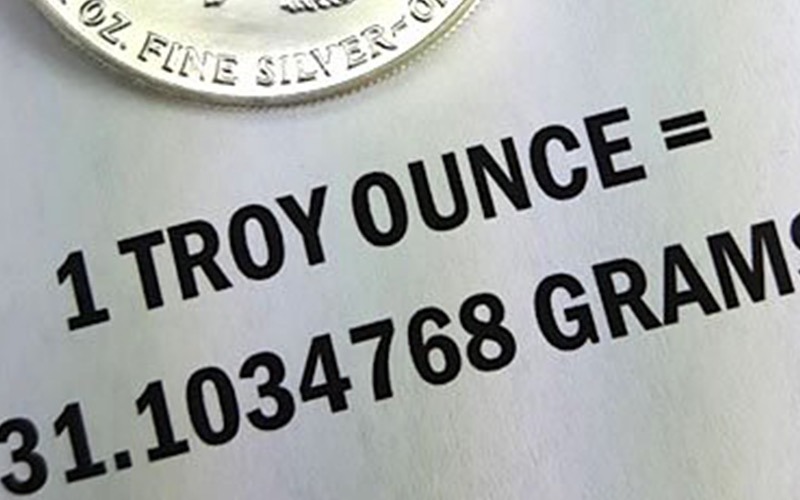 OZ. FINE SILVER-O
1 TROY OUNCE =
31.1034768 GRAMS